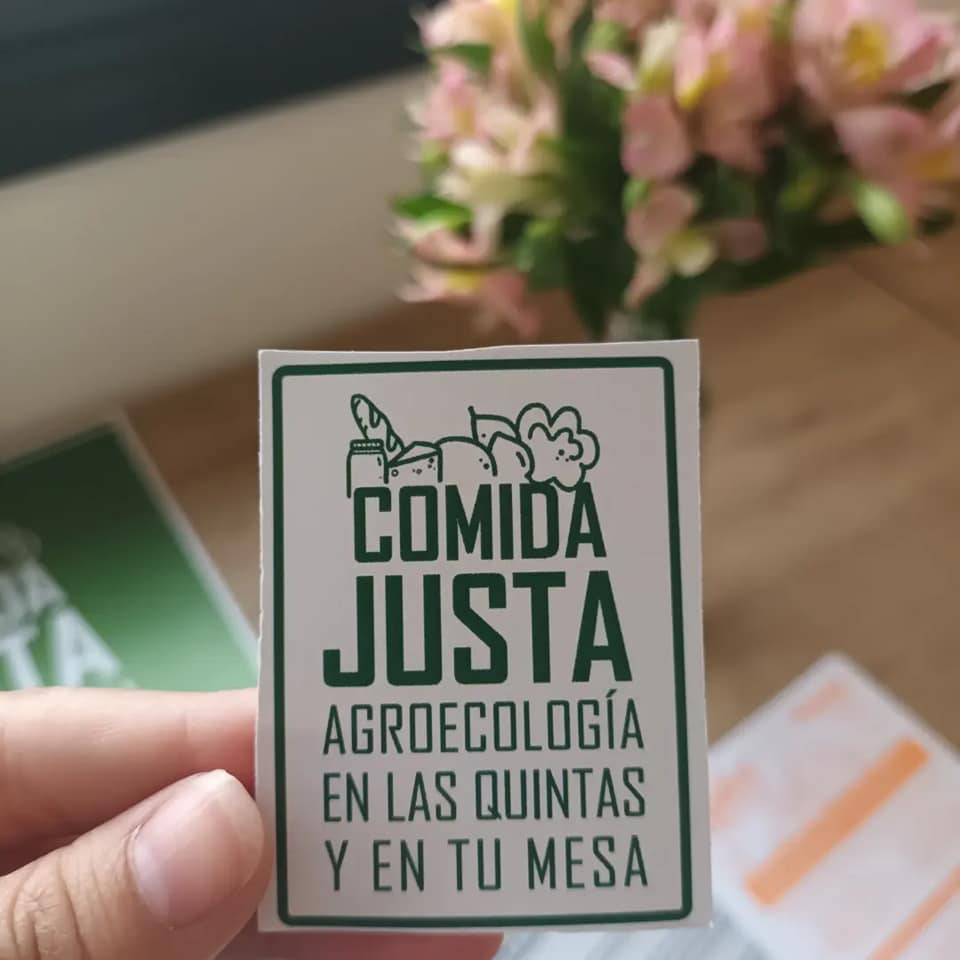 COMIDA
JUSTA
AGROECOLOGÍA
EN LAS QUINTAS
Y EN TU MESA